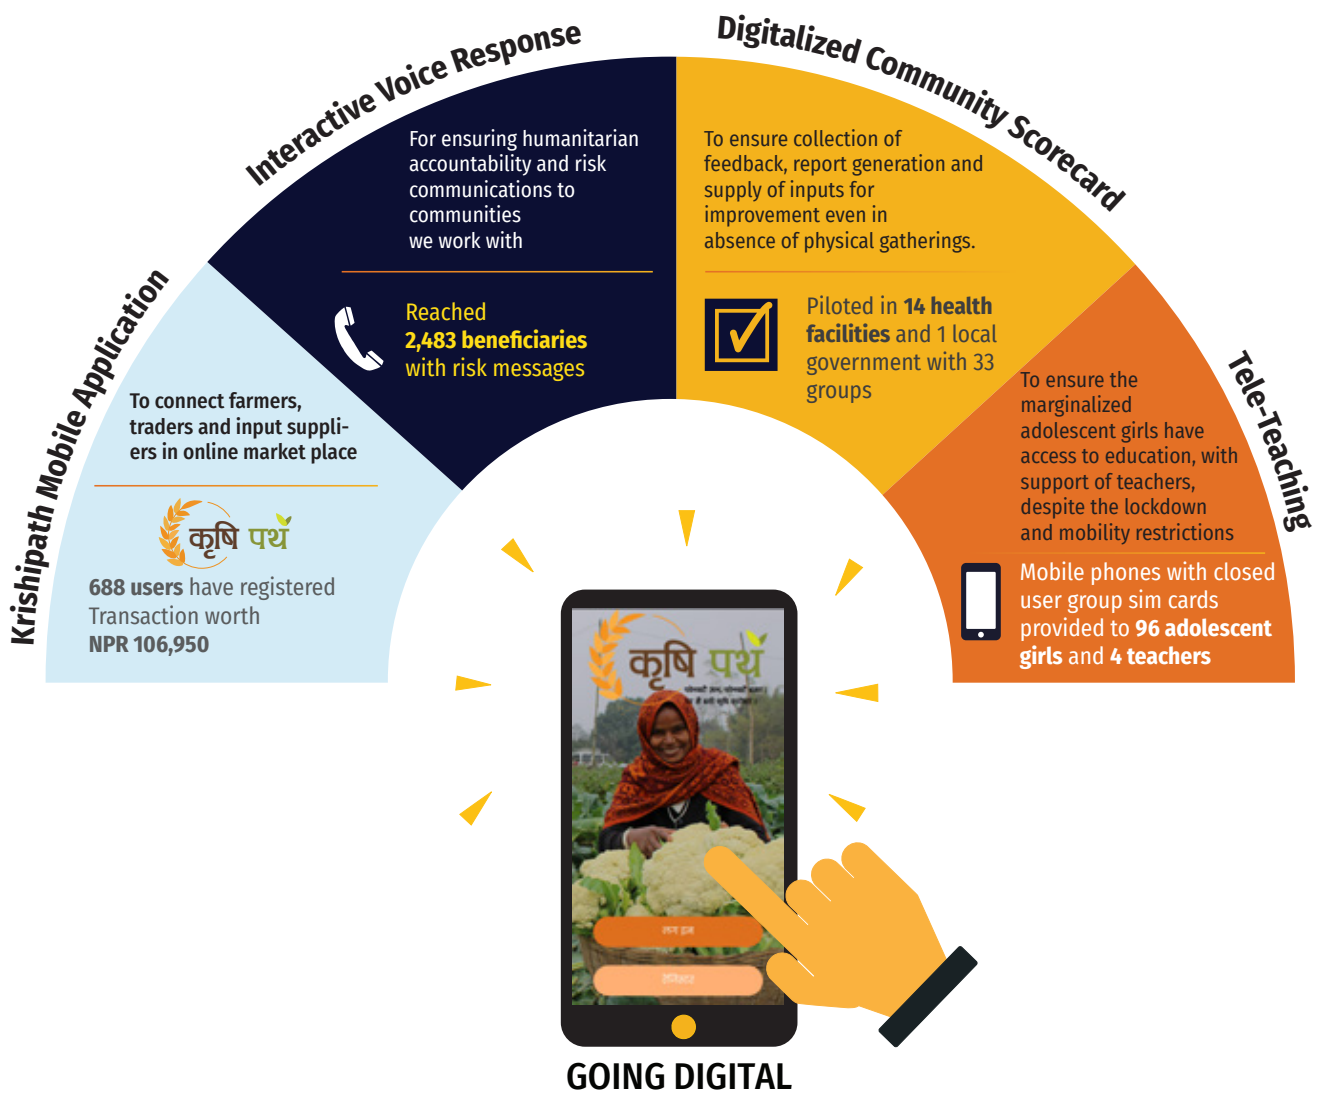 Krishipath Mobile Application
To connect farmers,
traders and input suppli-
ers in online market place
कृषि पथ
688 users have registered
Transaction worth
NPR 106,950
Interactive Voice Response
For ensuring humanitarian
accountability and risk
communications to
communities
we work with
Reached
2,483 beneficiaries
with risk messages
Digitalized Community Scorecard
To ensure collection of
feedback, report generation and
supply of inputs for
improvement even in
absence of physical gatherings.
Piloted in 14 health
facilities and 1 local
government with 33
groups
Tele-Teaching
To ensure the
marginalized
adolescent girls have
access to education, with
support of teachers,
despite the lockdown
and mobility restrictions
Mobile phones with closed
user group sim cards
provided to 96 adolescent
girls and 4 teachers
कृषि पथ
लग इन
GOING DIGITAL